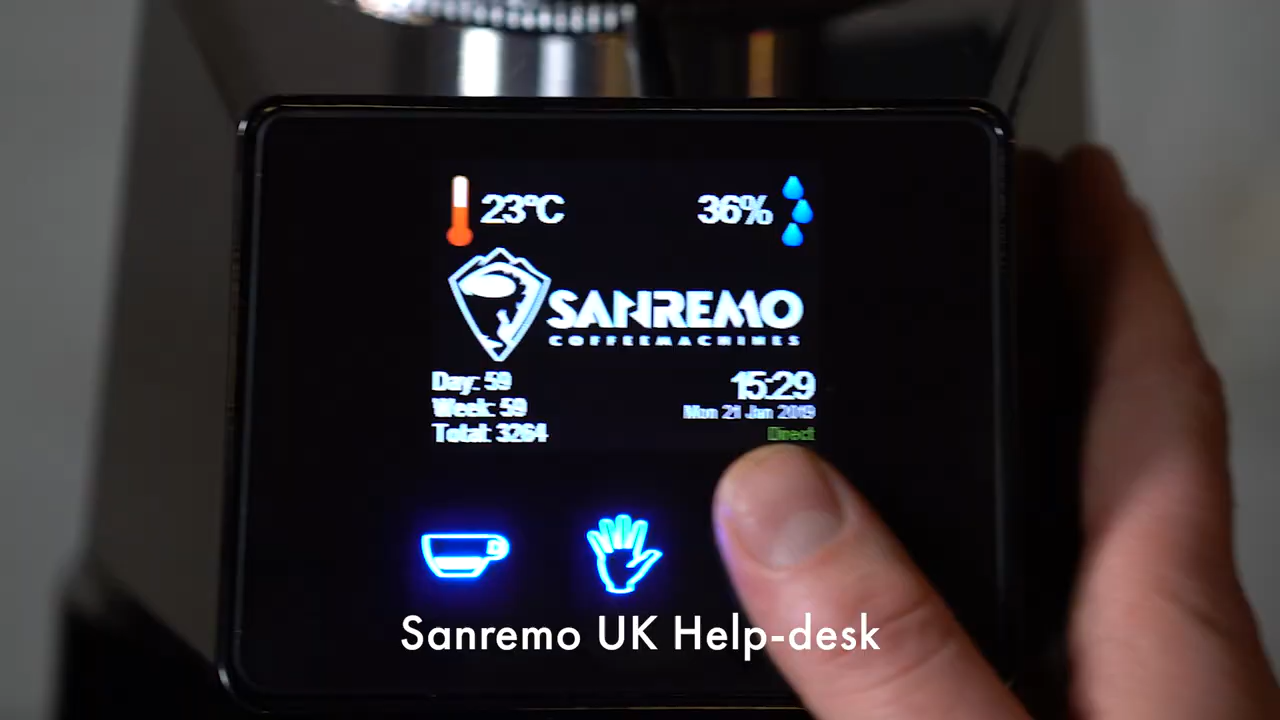 23°C 36%
SANREMO
COFFEEMACHINES
Day: 59
Week: 59
Total: 3264
15:29
Mon 21 Jan 2019
Direct
Sanremo UK Help-desk